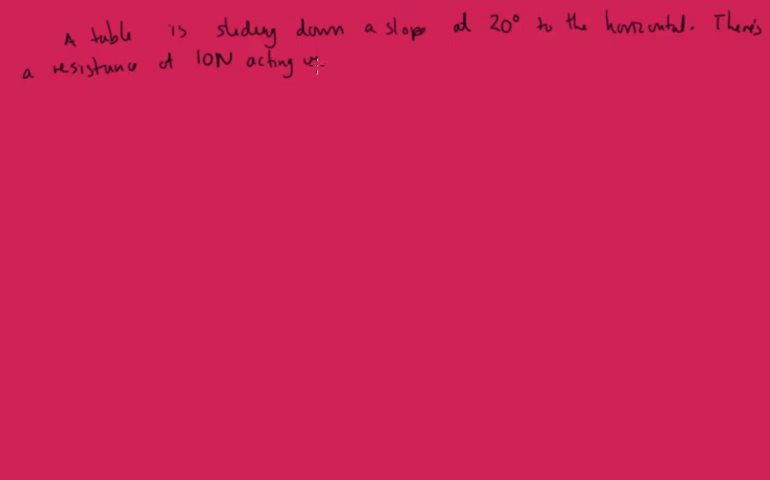 A table is sliding down a slope at 20° to the horizontal. There's
a resistance of 10N acting